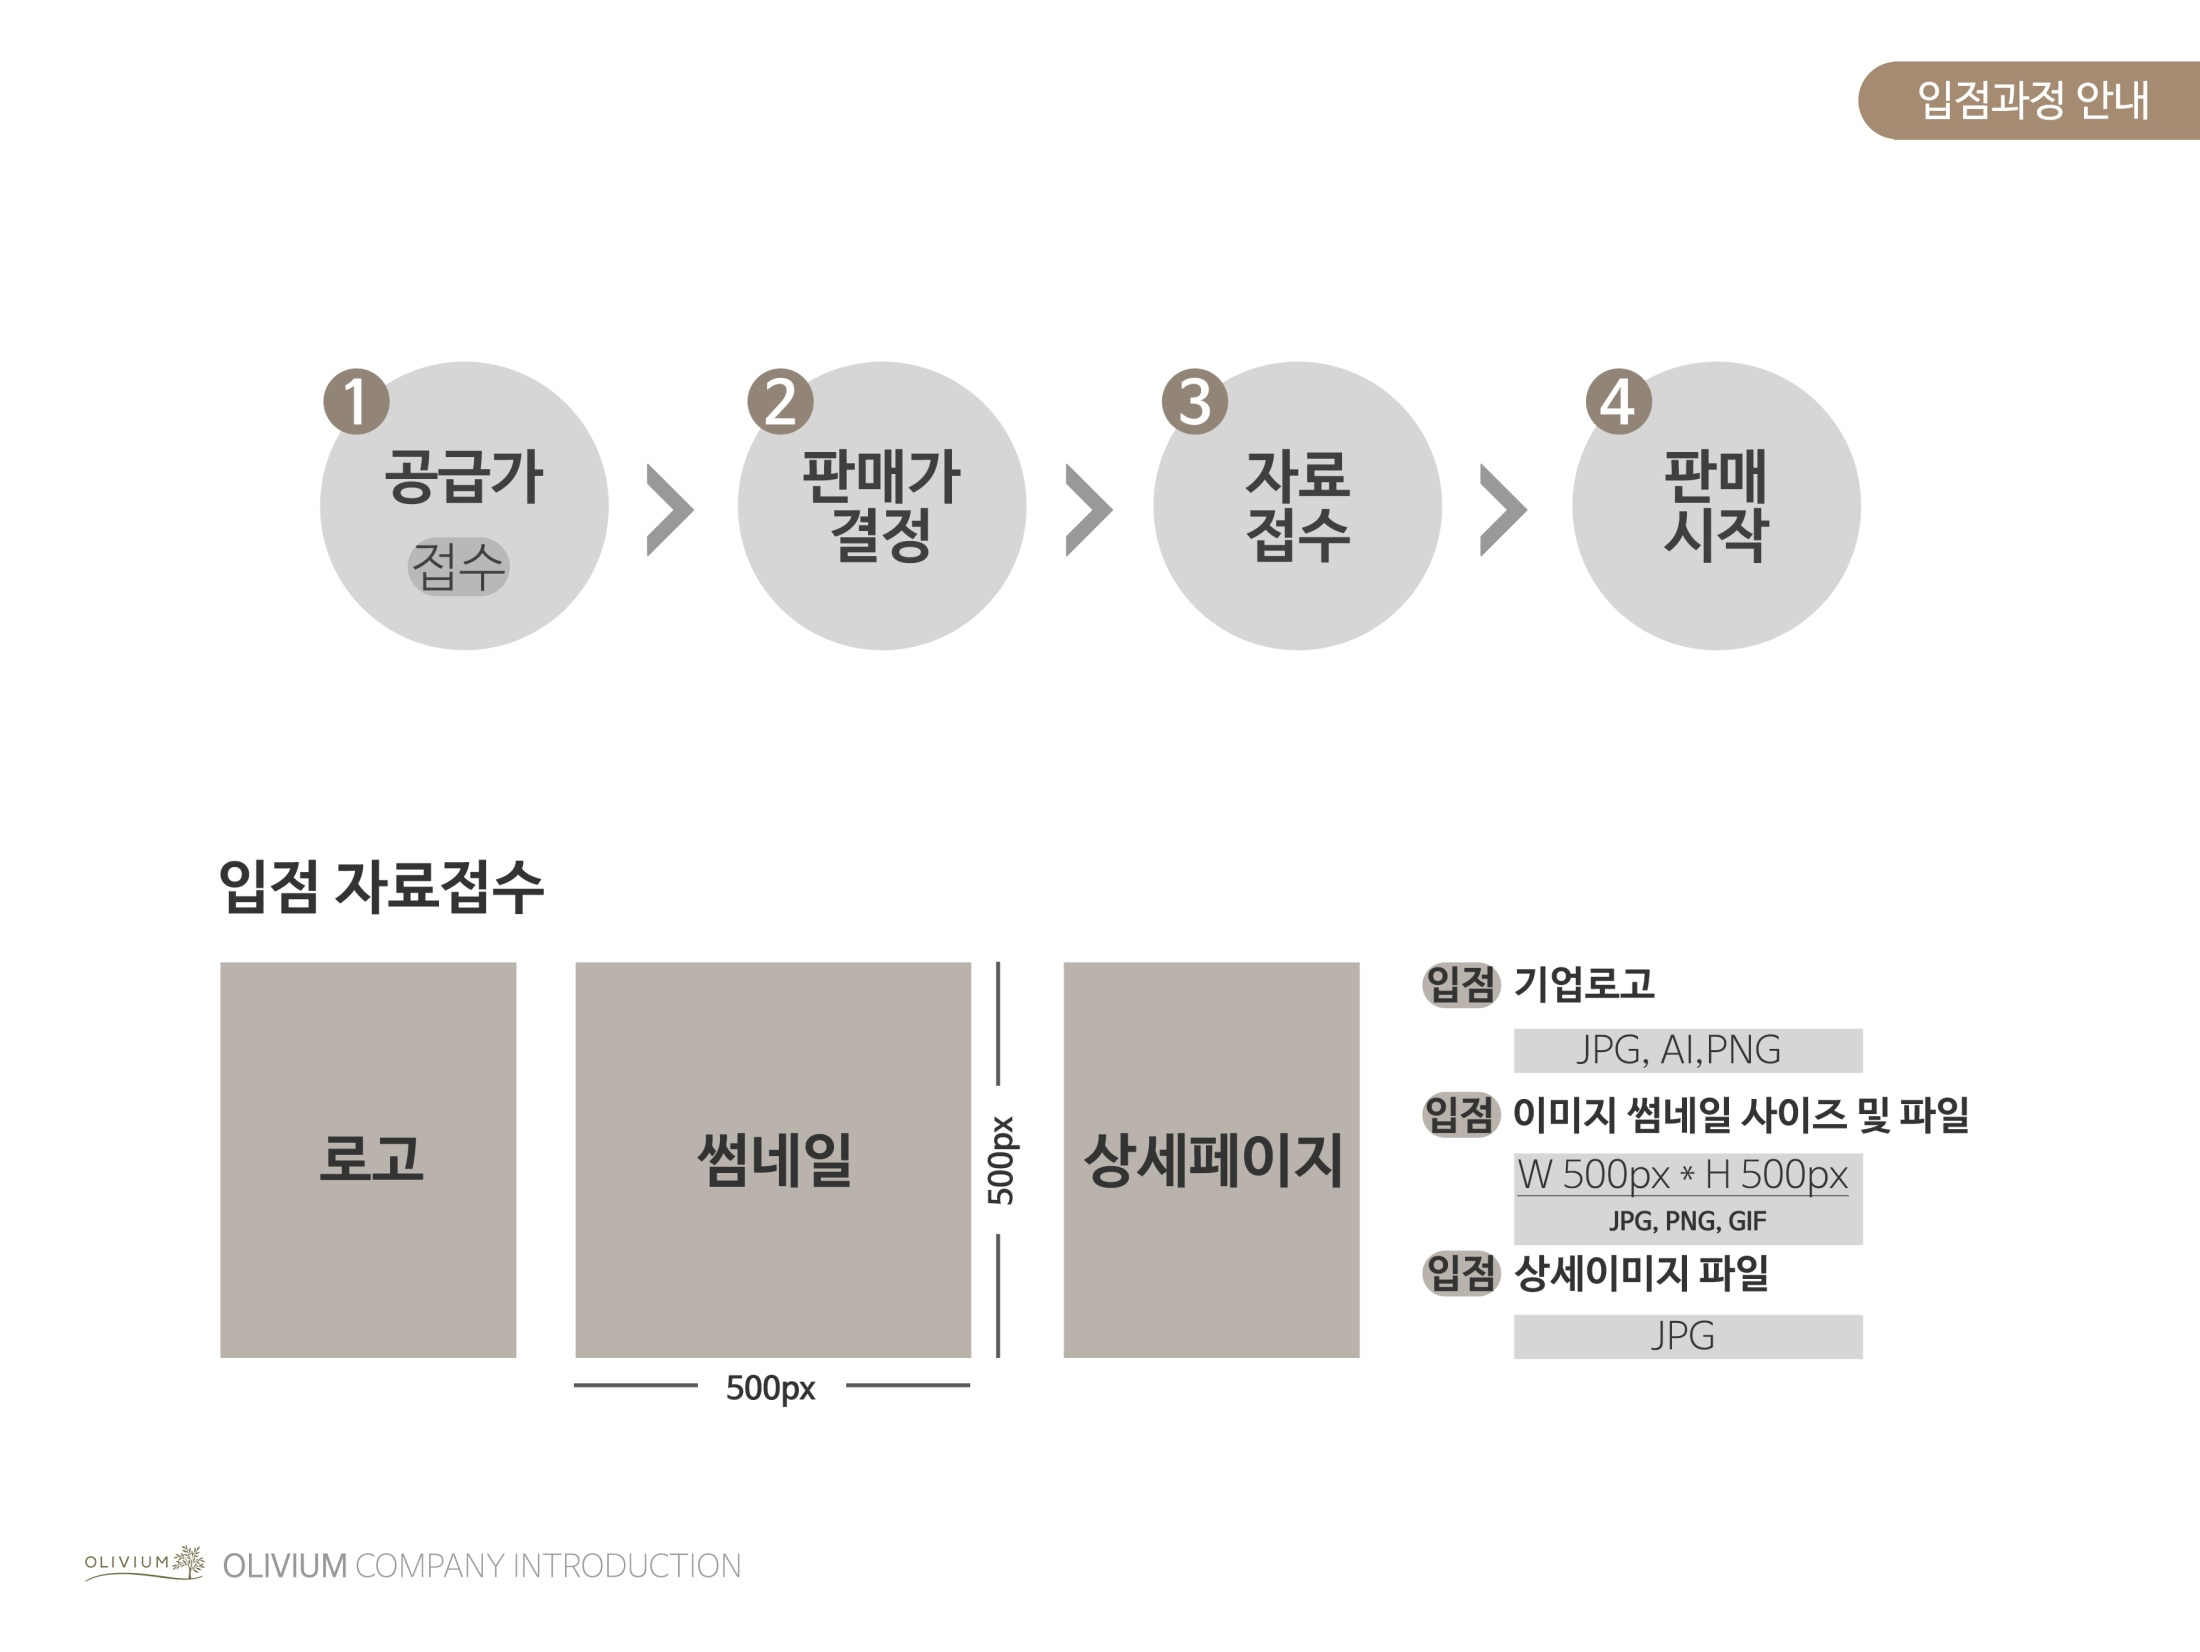 입점과정 안내
1
공급가
접수
2
판매가
결정
3
자료
접수
4
판매
시작
입점 자료접수
로고
썸네일
500px
500px
상세페이지
입점 기업로고
JPG, AI,PNG
입점 이미지 썸네일 사이즈 및 파일
W 500px * H 500px
JPG, PNG, GIF
입점 상세이미지 파일
JPG
OLIVIUM
OLIVIUM COMPANY INTRODUCTION